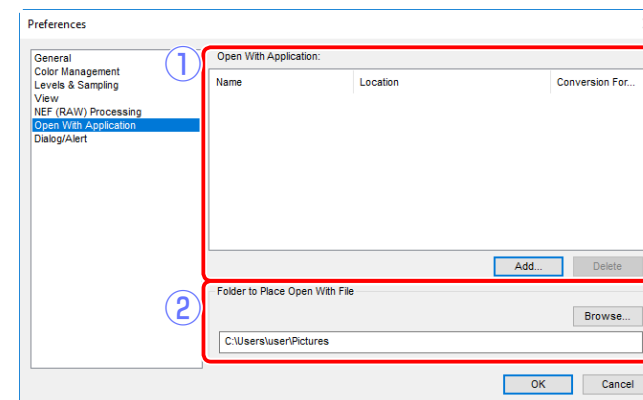 Preferences
General
Color Management
Levels & Sampling
View
NEF (RAW) Processing
Open With Application
Dialog/Alert
①
Open With Application:
Name Location Conversion For...
Add... Delete
②
Folder to Place Open With File
Browse...
C:\Users\user\Pictures
OK Cancel